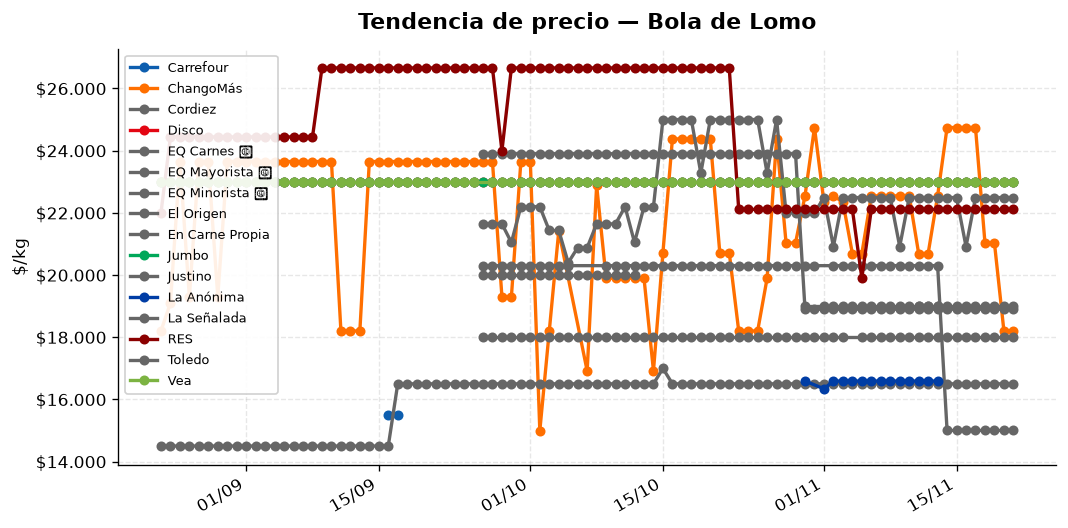 Tendencia de precio — Bola de Lomo
$/kg
$26.000
$24.000
$22.000
$20.000
$18.000
$16.000
$14.000
Carrefour
ChangoMás
Cordiez
Disco
EQ Carnes
EQ Mayorista
EQ Minorista
El Origen
En Carne Propia
Jumbo
Justino
La Anónima
La Señalada
RES
Toledo
Vea
01/09
15/09
01/10
15/10
01/11
15/11